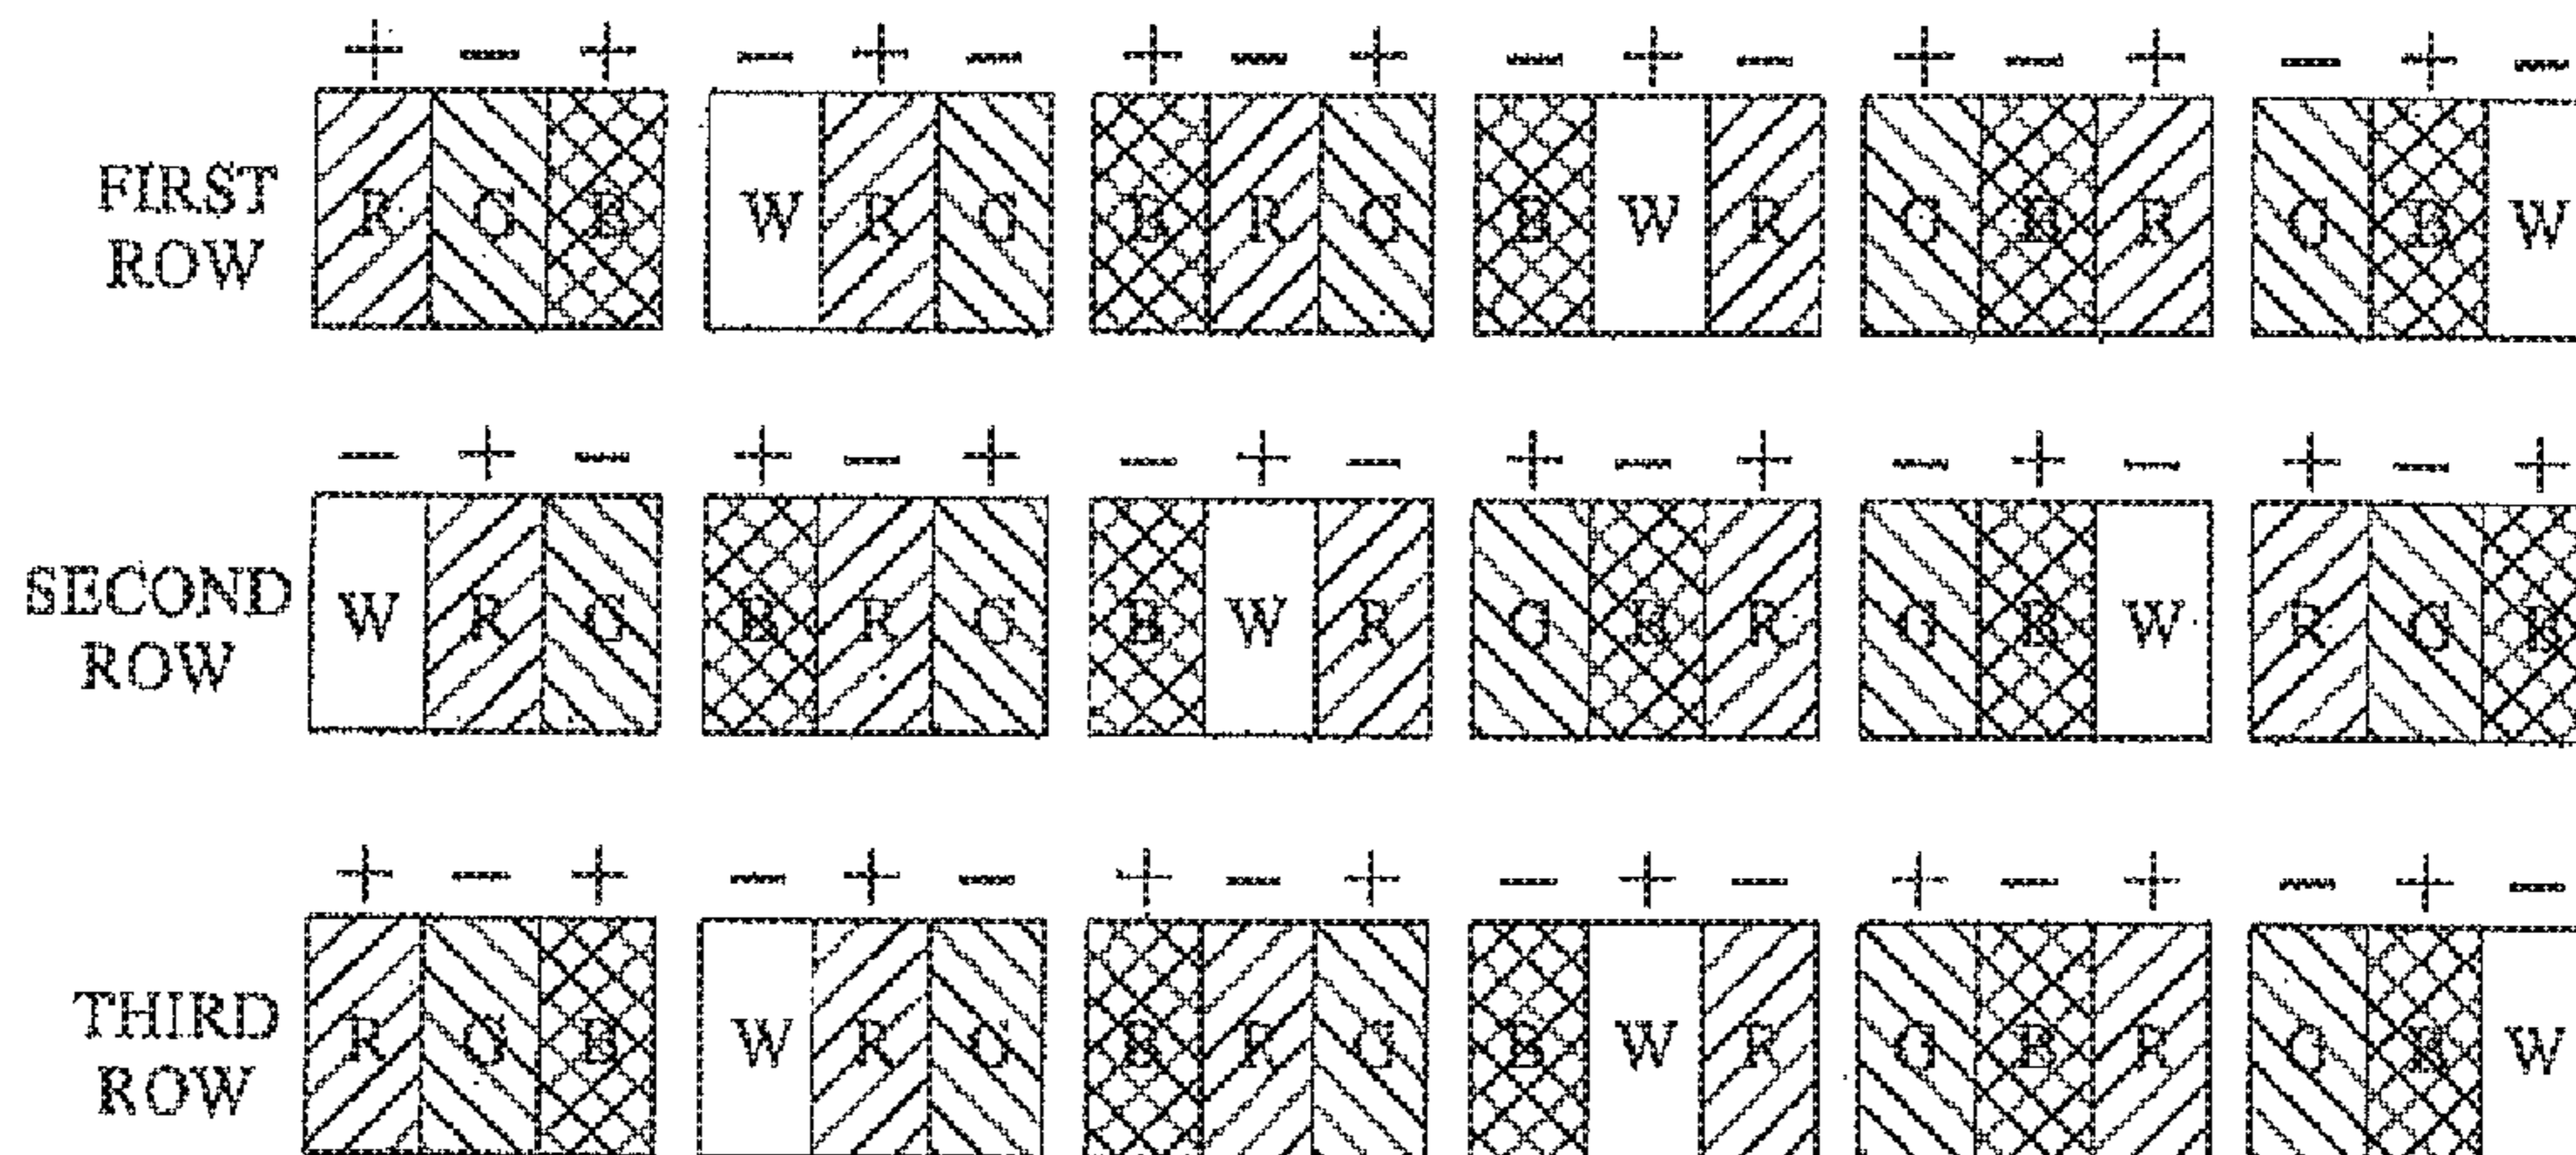 + — + — + — + — + — + — + — + — + —
FIRST
ROW
R G B W R G B R G B W R G B R G B W
— + — + — + — + — + — + — + — + — +
SECOND
ROW
W R G B R G B W R G B R G B W R G B
+ — + — + — + — + — + — + — + — + —
THIRD
ROW
R G B W R G B R G B W R G B R G B W